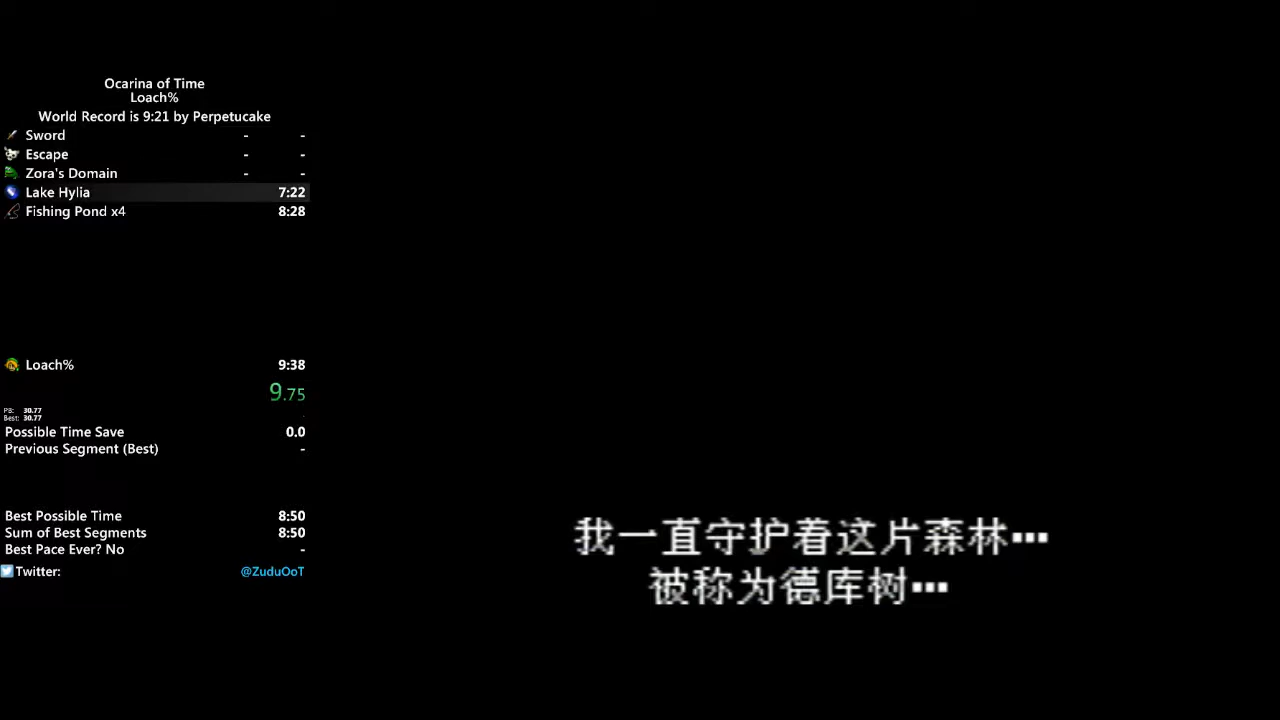 Ocarina of Time
Loach%
World Record is 9:21 by Perpetucake
Sword - -
Escape - -
Zora's Domain - -
Lake Hylia 7:22
Fishing Pond x4 8:28
Loach% 9:38
9.75
PB: 30.77
Best: 30.77
Possible Time Save 0.0
Previous Segment (Best) -
我一直守护着这片森林…
Best Possible Time 8:50
Sum of Best Segments 8:50
Best Pace Ever? No -
被称为德库树…
Twitter: @ZuduOoT